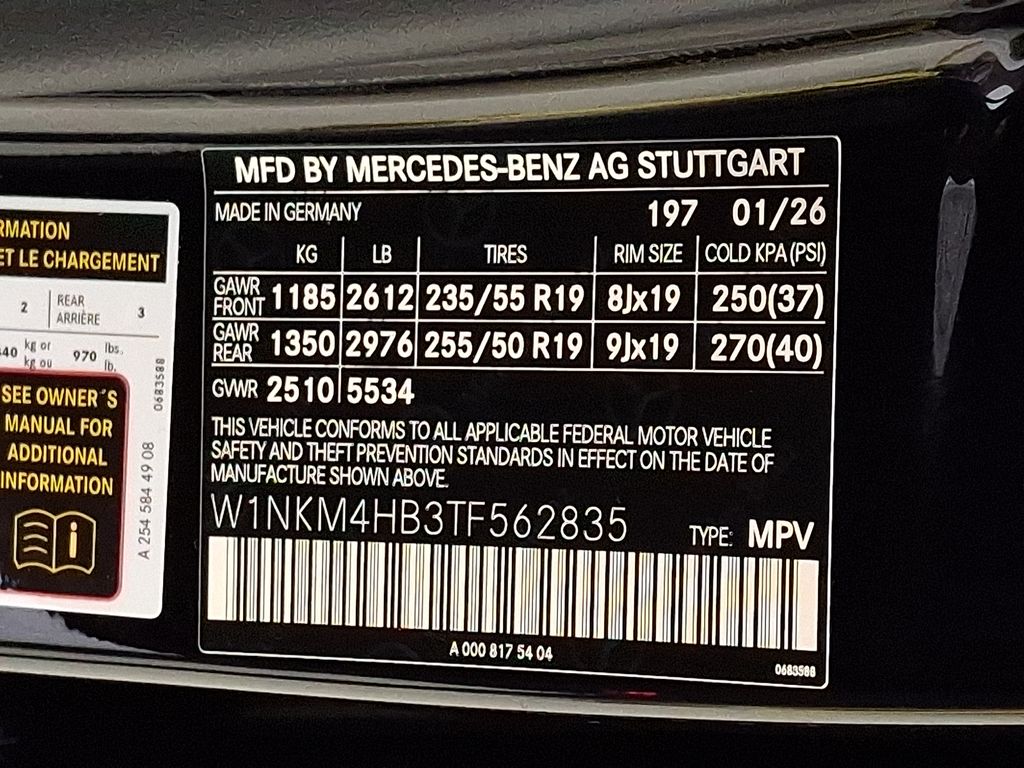 RMATION
ET LE CHARGEMENT
2 REAR ARRIÈRE 3
kg or kg ou 970 lbs. lb.
SEE OWNER'S
MANUAL FOR
ADDITIONAL
INFORMATION
0683588
A 254 584 49 08
MFD BY MERCEDES-BENZ AG STUTTGART
MADE IN GERMANY 197 01/26
KG LB TIRES RIM SIZE COLD KPA (PSI)
GAWR FRONT 1185 2612 235/55 R19 8Jx19 250(37)
GAWR REAR 1350 2976 255/50 R19 9Jx19 270(40)
GVWR 2510 5534
THIS VEHICLE CONFORMS TO ALL APPLICABLE FEDERAL MOTOR VEHICLE
SAFETY AND THEFT PREVENTION STANDARDS IN EFFECT ON THE DATE OF
MANUFACTURE SHOWN ABOVE.
W1NKM4HB3TF562835 TYPE: MPV
A 000 817 54 04
0683588